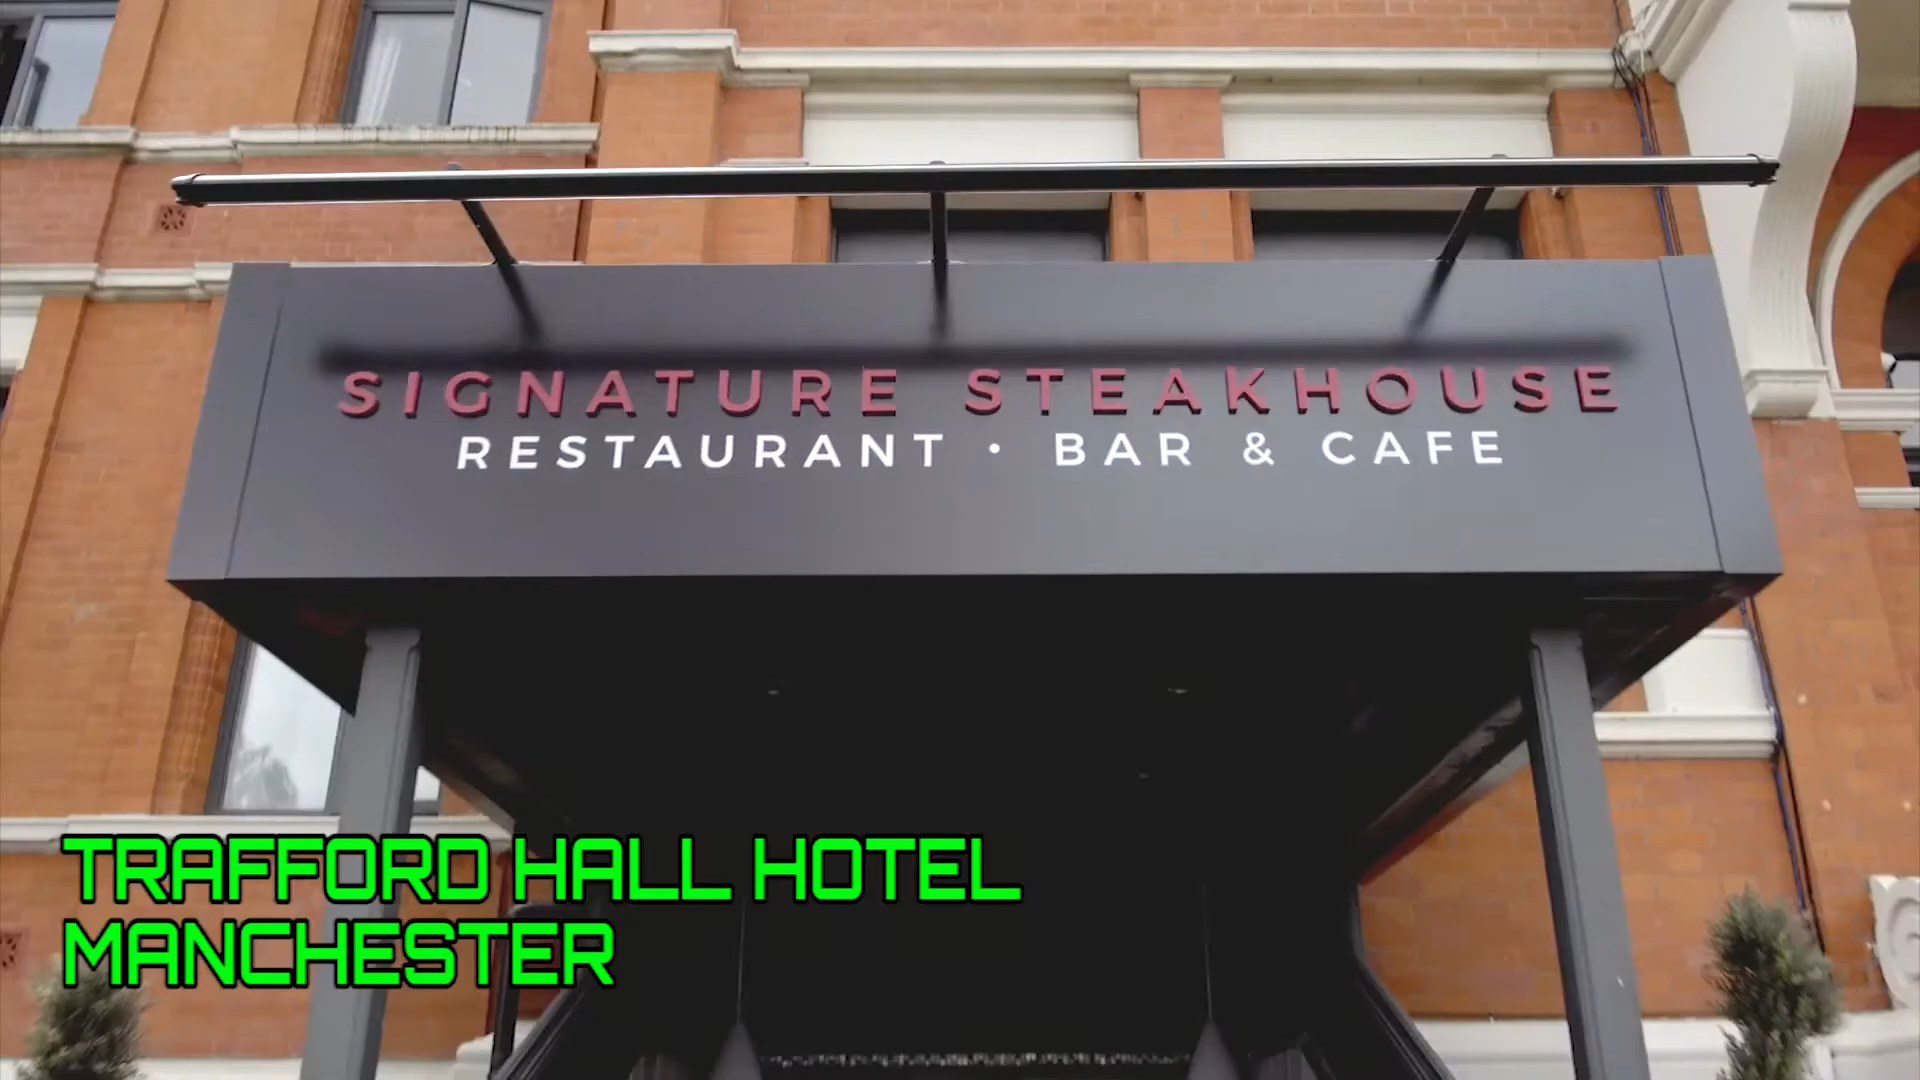 SIGNATURE STEAKHOUSE
RESTAURANT • BAR & CAFE
TRAFFORD HALL HOTEL
MANCHESTER